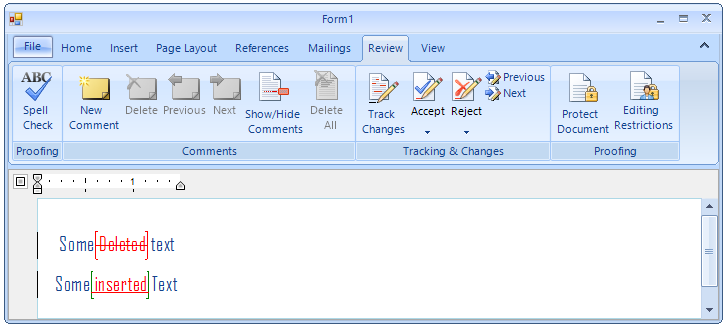 Form1
File Home Insert Page Layout References Mailings Review View
ABC
Spell Check
New Comment
Delete
Previous
Next
Show/Hide Comments
Delete All
Track Changes
Accept
Reject
Previous
Next
Protect Document
Editing Restrictions
Proofing
Comments
Tracking & Changes
Proofing
1
Some[Deleted] text
Some[inserted] Text